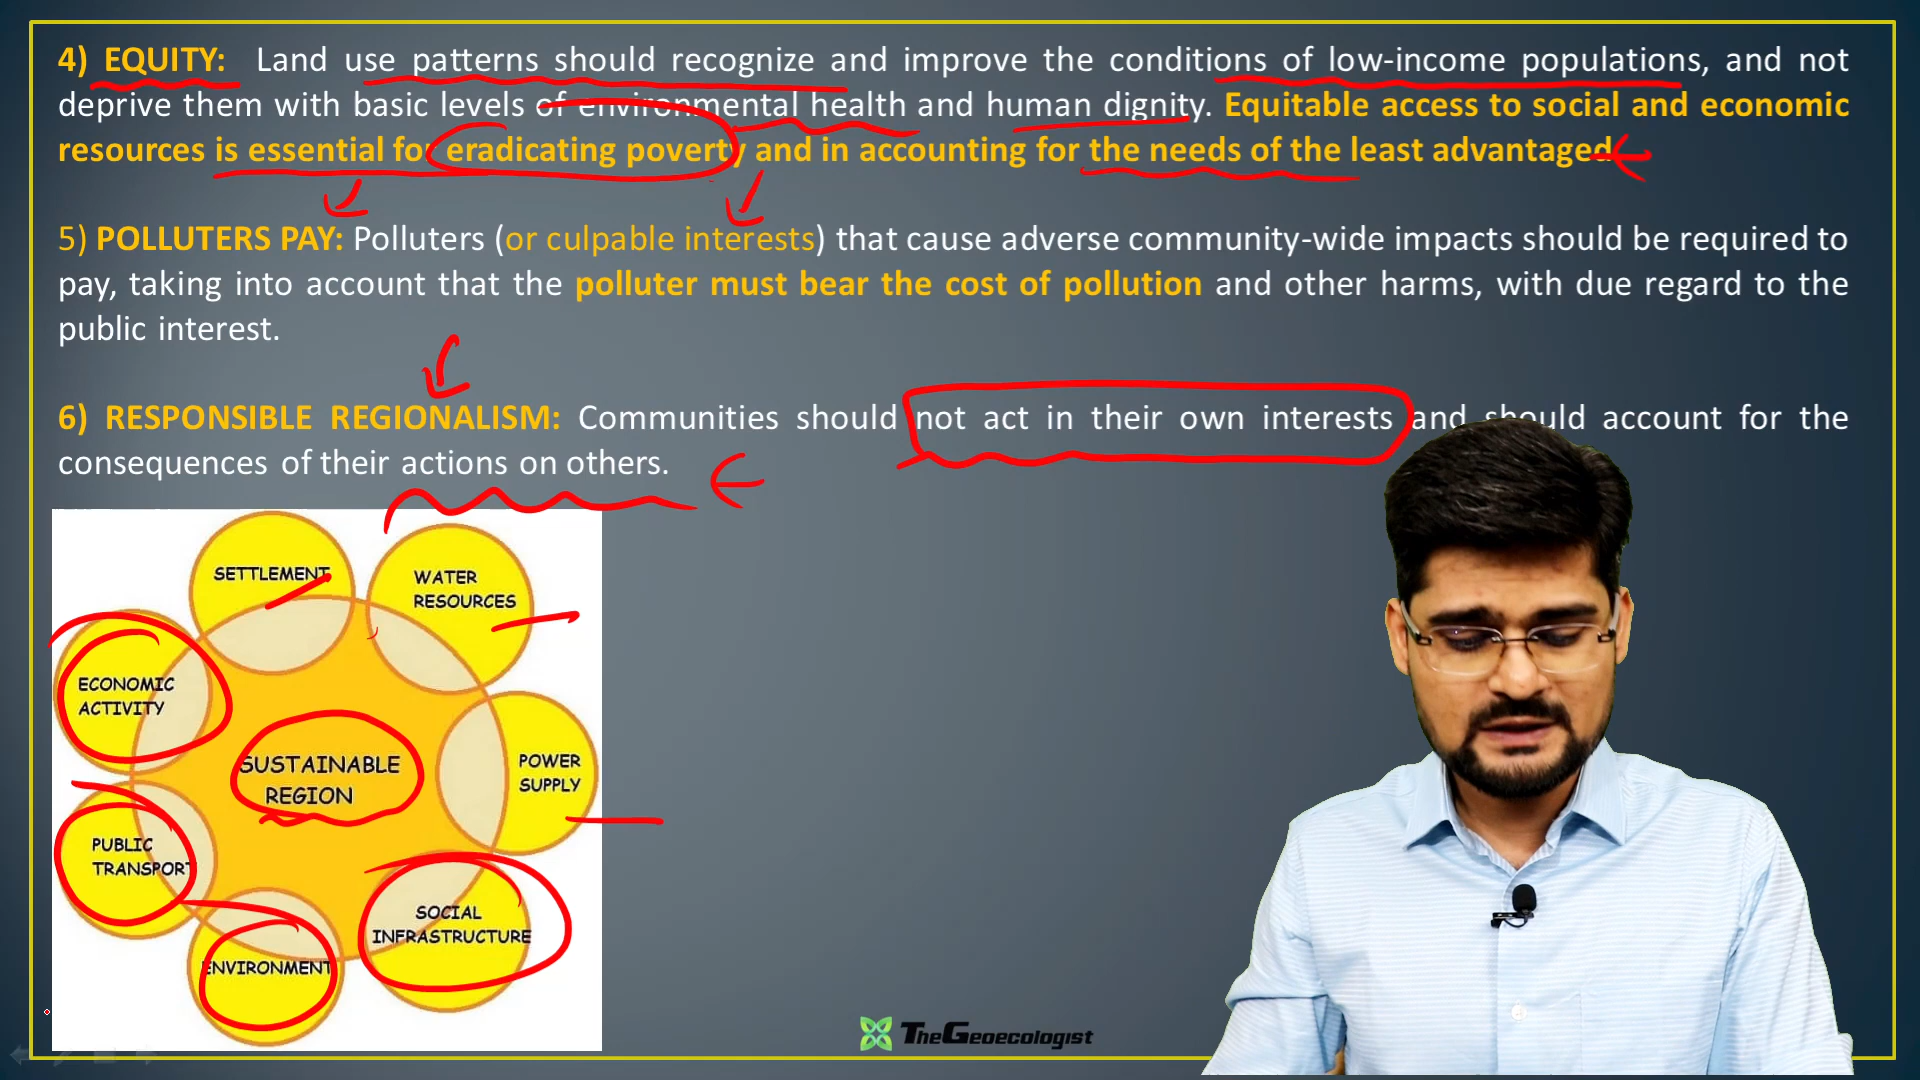 4) EQUITY: Land use patterns should recognize and improve the conditions of low-income populations, and not
deprive them with basic levels of environmental health and human dignity. Equitable access to social and economic
resources is essential for eradicating poverty and in accounting for the needs of the least advantaged
5) POLLUTERS PAY: Polluters (or culpable interests) that cause adverse community-wide impacts should be required to
pay, taking into account that the polluter must bear the cost of pollution and other harms, with due regard to the
public interest.
6) RESPONSIBLE REGIONALISM: Communities should not act in their own interests and should account for the
consequences of their actions on others.
SETTLEMENT
WATER
RESOURCES
ECONOMIC
ACTIVITY
SUSTAINABLE
REGION
POWER
SUPPLY
PUBLIC
TRANSPORT
SOCIAL
INFRASTRUCTURE
ENVIRONMENT
THEGEOECOLOGIST